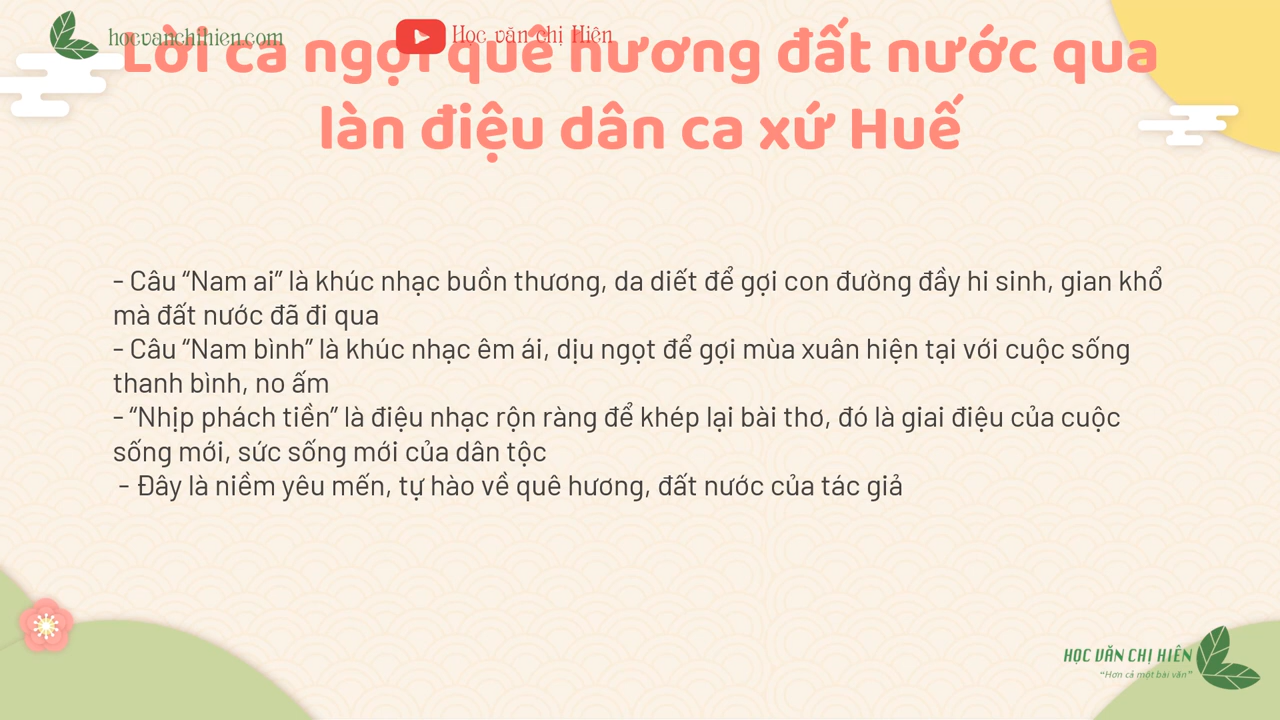 hocvanchihien.com
Học văn chị Hiên
Lời ca ngợi quê hương đất nước qua
làn điệu dân ca xứ Huế
- Câu “Nam ai” là khúc nhạc buồn thương, da diết để gợi con đường đầy hi sinh, gian khổ
mà đất nước đã đi qua
- Câu “Nam bình” là khúc nhạc êm ái, dịu ngọt để gợi mùa xuân hiện tại với cuộc sống
thanh bình, no ấm
- “Nhịp phách tiền” là điệu nhạc rộn ràng để khép lại bài thơ, đó là giai điệu của cuộc
sống mới, sức sống mới của dân tộc
- Đây là niềm yêu mến, tự hào về quê hương, đất nước của tác giả
HỌC VĂN CHỊ HIÊN
“Hơn cả một bài văn”